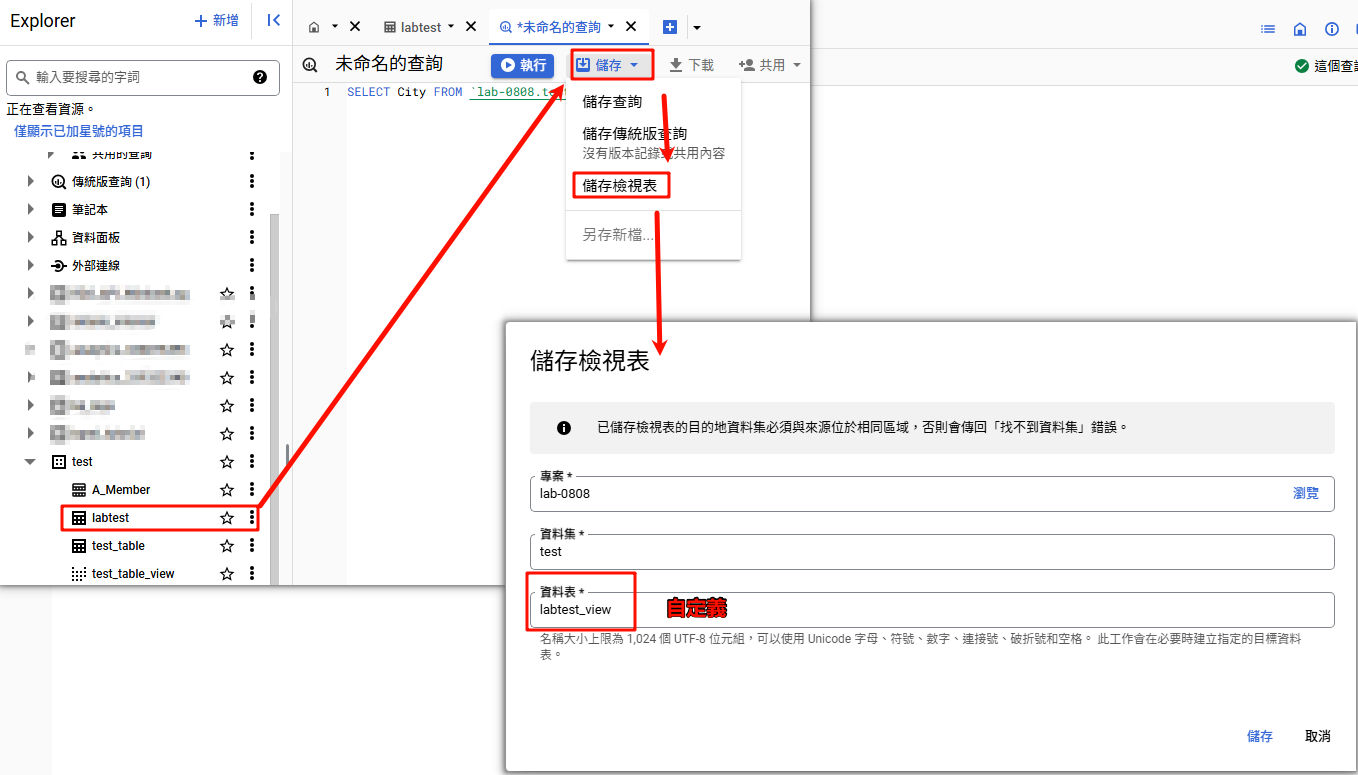 Explorer
新增
輸入要搜尋的字詞
正在查看資源。
僅顯示已加星號的項目
共用的查詢
傳統版查詢 (1)
筆記本
資料面板
外部連線
test
A_Member
labtest
test_table
test_table_view
labtest
*未命名的查詢
未命名的查詢
執行
儲存
下載
共用
這個查
1
SELECT City FROM `lab-0808.t
儲存查詢
儲存傳統版查詢
沒有版本記錄 共用內容
儲存檢視表
另存新檔...
儲存檢視表
已儲存檢視表的目的地資料集必須與來源位於相同區域，否則會傳回「找不到資料集」錯誤。
專案 *
lab-0808
瀏覽
資料集 *
test
資料表 *
labtest_view
自定義
名稱大小上限為 1,024 個 UTF-8 位元組，可以使用 Unicode 字母、符號、數字、連接號、破折號和空格。 此工作會在必要時建立指定的目標資料
表。
儲存
取消